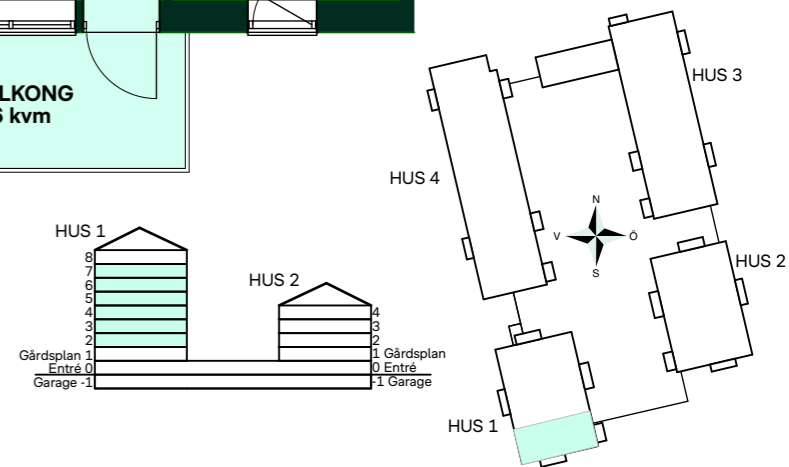 LKONG
6 kvm
HUS 3
HUS 4
N
V
Ö
S
HUS 2
HUS 1
HUS 1
8
7
6
5
4
3
2
Gårdsplan 1
Entré 0
Garage -1
HUS 2
4
3
2
1 Gårdsplan
0 Entré
-1 Garage